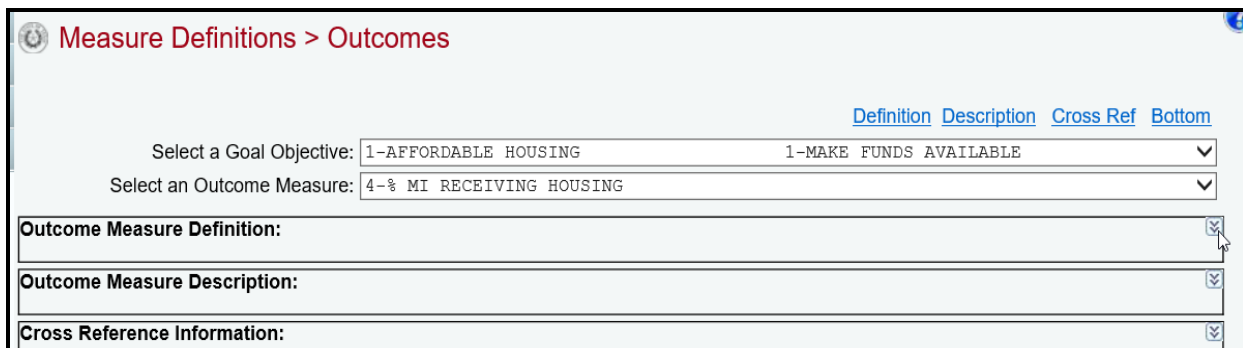 Measure Definitions > Outcomes
Definition Description Cross Ref Bottom
Select a Goal Objective: 1-AFFORDABLE HOUSING 1-MAKE FUNDS AVAILABLE
Select an Outcome Measure: 4-% MI RECEIVING HOUSING
Outcome Measure Definition:
Outcome Measure Description:
Cross Reference Information: